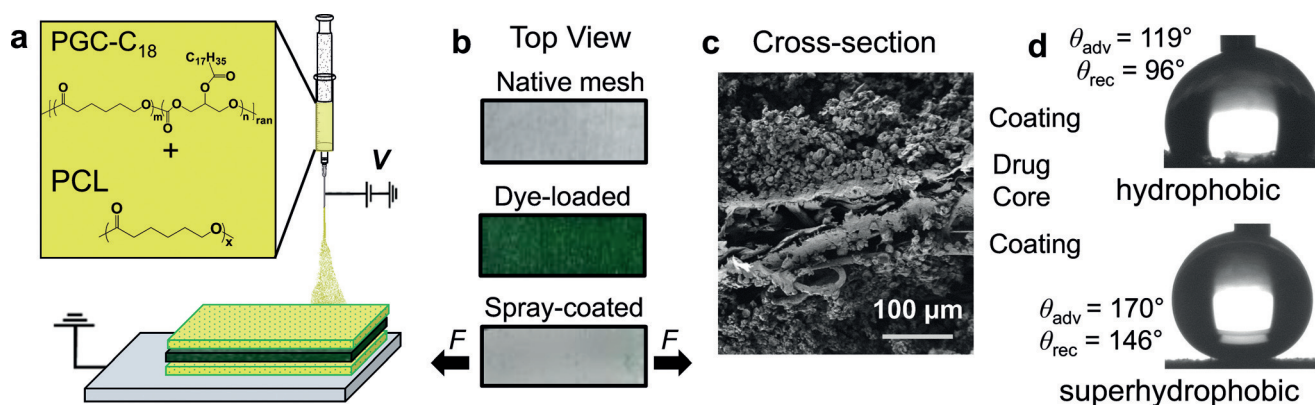 a
PGC-C18
C17H35
O
O
O
O
O
O
O
m
n
ran
+
PCL
O
O
x
V
b
Top View
Native mesh
Dye-loaded
Spray-coated
F
F
c
Cross-section
100 µm
Coating
Drug
Core
Coating
d
θadv = 119°
θrec = 96°
hydrophobic
θadv = 170°
θrec = 146°
superhydrophobic